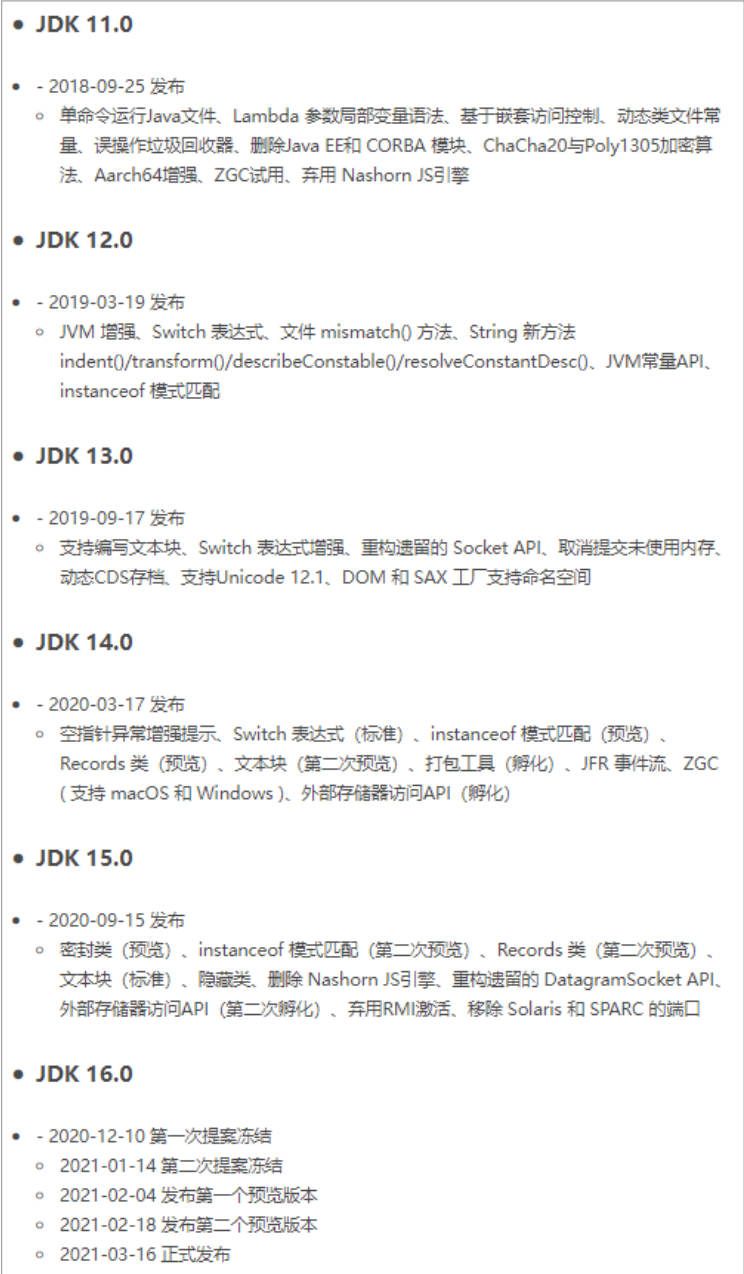 JDK 11.0
- 2018-09-25 发布
单命令运行Java文件、Lambda 参数局部变量语法、基于嵌套访问控制、动态类文件常
量、误操作垃圾回收器、删除Java EE和 CORBA 模块、ChaCha20与Poly1305加密算
法、Aarch64增强、ZGC试用、弃用 Nashorn JS引擎
JDK 12.0
- 2019-03-19 发布
JVM 增强、Switch 表达式、文件 mismatch() 方法、String 新方法
indent()/transform()/describeConstable()/resolveConstantDesc()、JVM常量API、
instanceof 模式匹配
JDK 13.0
- 2019-09-17 发布
支持编写文本块、Switch 表达式增强、重构遗留的 Socket API、取消提交未使用内存、
动态CDS存档、支持Unicode 12.1、DOM 和 SAX 工厂支持命名空间
JDK 14.0
- 2020-03-17 发布
空指针异常增强提示、Switch 表达式（标准）、instanceof 模式匹配（预览）、
Records 类（预览）、文本块（第二次预览）、打包工具（孵化）、JFR 事件流、ZGC
( 支持 macOS 和 Windows )、外部存储器访问API（孵化）
JDK 15.0
- 2020-09-15 发布
密封类（预览）、instanceof 模式匹配（第二次预览）、Records 类（第二次预览）、
文本块（标准）、隐藏类、删除 Nashorn JS引擎、重构遗留的 DatagramSocket API、
外部存储器访问API（第二次孵化）、弃用RMI激活、移除 Solaris 和 SPARC 的端口
JDK 16.0
- 2020-12-10 第一次提案冻结
2021-01-14 第二次提案冻结
2021-02-04 发布第一个预览版本
2021-02-18 发布第二个预览版本
2021-03-16 正式发布